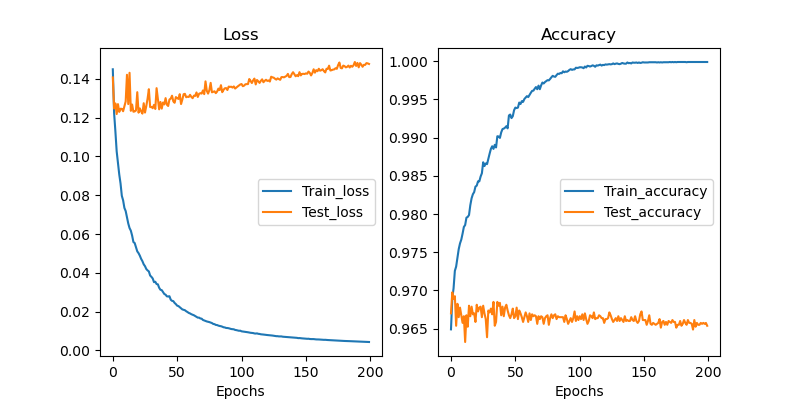 Loss
0.14
0.12
0.10
0.08
0.06
0.04
0.02
0.00
Train_loss
Test_loss
0 50 100 150 200
Epochs
Accuracy
1.000
0.995
0.990
0.985
0.980
0.975
0.970
0.965
Train_accuracy
Test_accuracy
0 50 100 150 200
Epochs